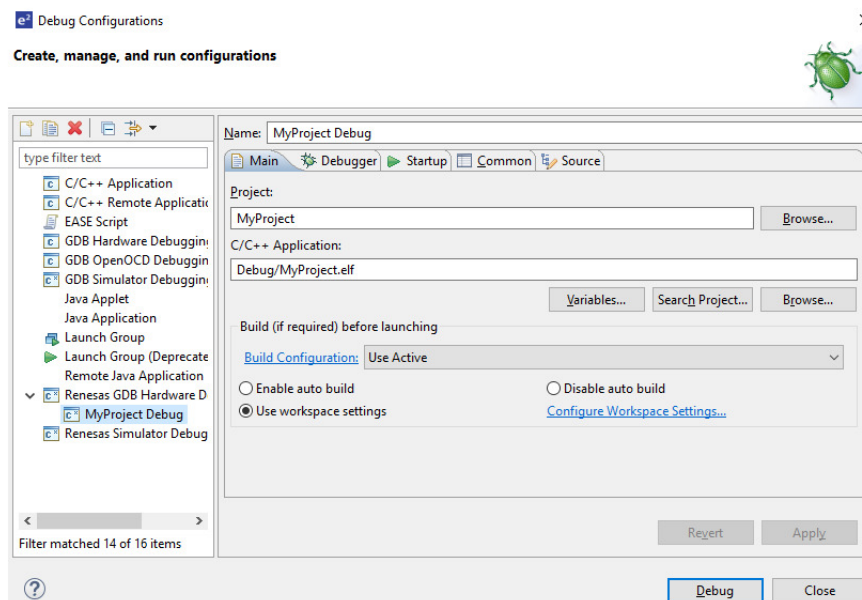 e² Debug Configurations
Create, manage, and run configurations
Name: MyProject Debug
type filter text
Main Debugger Startup Common Source
C/C++ Application
C/C++ Remote Applicatio
EASE Script
GDB Hardware Debugging
GDB OpenOCD Debuggin
GDB Simulator Debugging
Java Applet
Java Application
Launch Group
Launch Group (Deprecate
Remote Java Application
Renesas GDB Hardware D
MyProject Debug
Renesas Simulator Debug
Filter matched 14 of 16 items
Project:
MyProject Browse...
C/C++ Application:
Debug/MyProject.elf
Variables... Search Project... Browse...
Build (if required) before launching
Build Configuration: Use Active
Enable auto build Disable auto build
Use workspace settings Configure Workspace Settings...
Revert Apply
? Debug Close